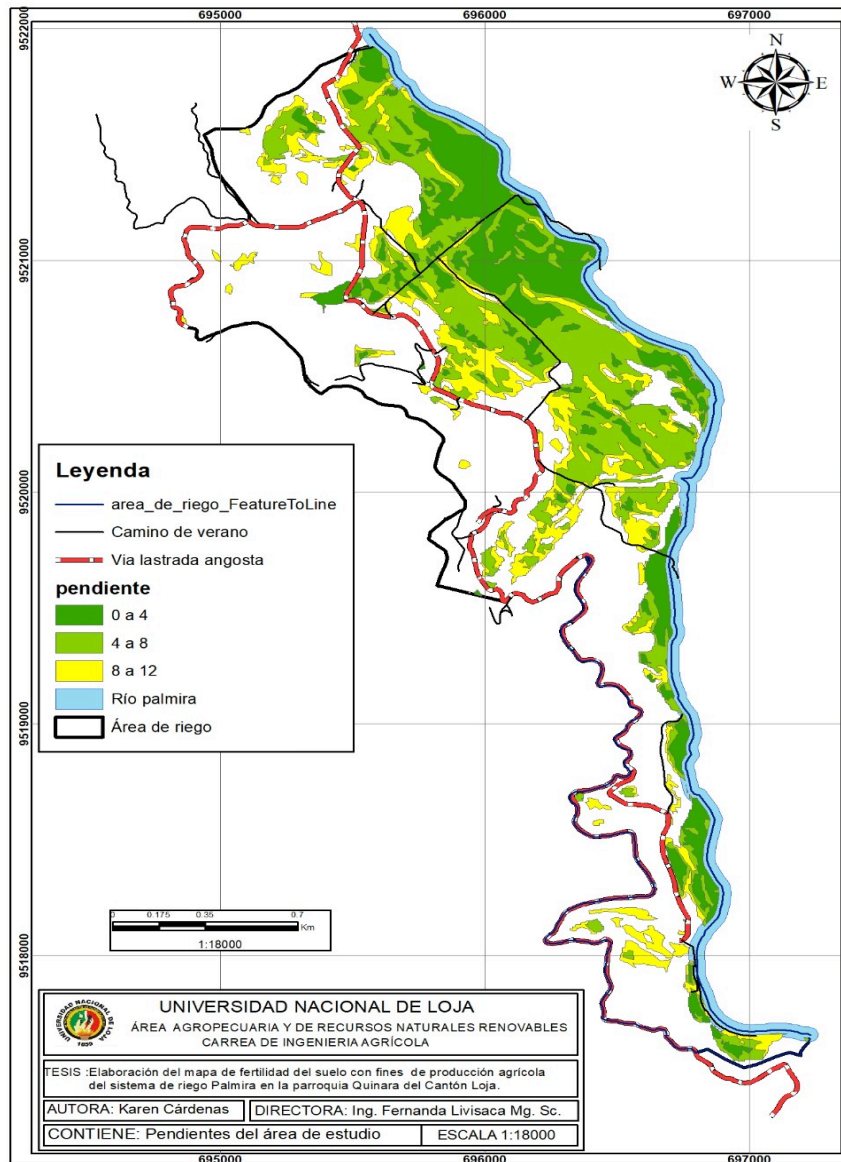 695000 696000 697000
9522000
N
W E
S
9521000
9520000
9519000
9518000
Leyenda
area_de_riego_FeatureToLine
Camino de verano
Via lastrada angosta
pendiente
0 a 4
4 a 8
8 a 12
Río palmira
Área de riego
0 0.175 0.35 0.7
Km
1:18000
UNIVERSIDAD NACIONAL DE LOJA
ÁREA AGROPECUARIA Y DE RECURSOS NATURALES RENOVABLES
CARREA DE INGENIERIA AGRÍCOLA
UNIVERSIDAD NACIONAL DE LOJA
1859
TESIS :Elaboración del mapa de fertilidad del suelo con fines de producción agrícola
del sistema de riego Palmira en la parroquia Quinara del Cantón Loja.
AUTORA: Karen Cárdenas DIRECTORA: Ing. Fernanda Livisaca Mg. Sc.
CONTIENE: Pendientes del área de estudio ESCALA 1:18000
695000 696000 697000